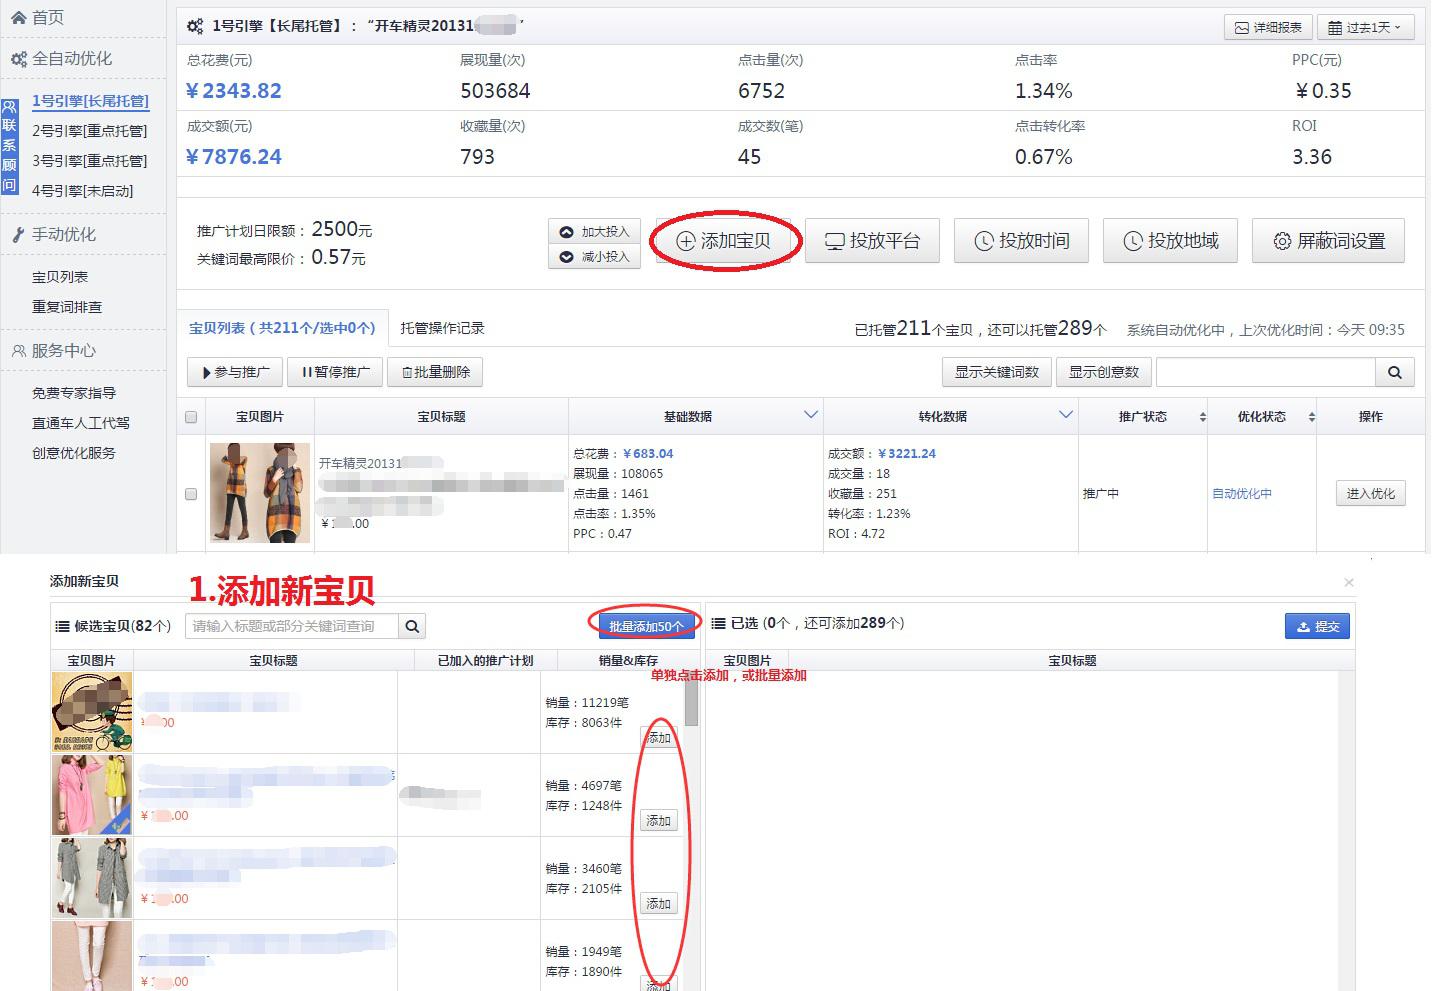 首页
全自动优化
1号引擎[长尾托管]
2号引擎[重点托管]
3号引擎[重点托管]
4号引擎[未启动]
手动优化
宝贝列表
重复词排查
服务中心
免费专家指导
直通车人工代驾
创意优化服务
联系顾问
1号引擎【长尾托管】：“开车精灵20131
详细报表
过去1天
总花费(元) 展现量(次) 点击量(次) 点击率 PPC(元)
¥2343.82 503684 6752 1.34% ¥0.35
成交额(元) 收藏量(次) 成交数(笔) 点击转化率 ROI
¥7876.24 793 45 0.67% 3.36
推广计划日限额：2500元
关键词最高限价：0.57元
加大投入
减小投入
添加宝贝
投放平台
投放时间
投放地域
屏蔽词设置
宝贝列表（共211个/选中0个） 托管操作记录
已托管211个宝贝，还可以托管289个 系统自动优化中，上次优化时间：今天 09:35
参与推广 暂停推广 批量删除 显示关键词数 显示创意数
宝贝图片 宝贝标题 基础数据 转化数据 推广状态 优化状态 操作
开车精灵20131
总花费：¥683.04
展现量：108065
点击量：1461
点击率：1.35%
PPC：0.47
成交额：¥3221.24
成交量：18
收藏量：251
转化率：1.23%
ROI：4.72
推广中
自动优化中
进入优化
添加新宝贝
1.添加新宝贝
候选宝贝(82个) 请输入标题或部分关键词查询 批量添加50个
已选 (0个，还可添加289个) 提交
宝贝图片 宝贝标题 已加入的推广计划 销量&库存
宝贝图片 宝贝标题
单独点击添加，或批量添加
销量：11219笔
库存：8063件
添加
销量：4697笔
库存：1248件
添加
销量：3460笔
库存：2105件
添加
销量：1949笔
库存：1890件
添加